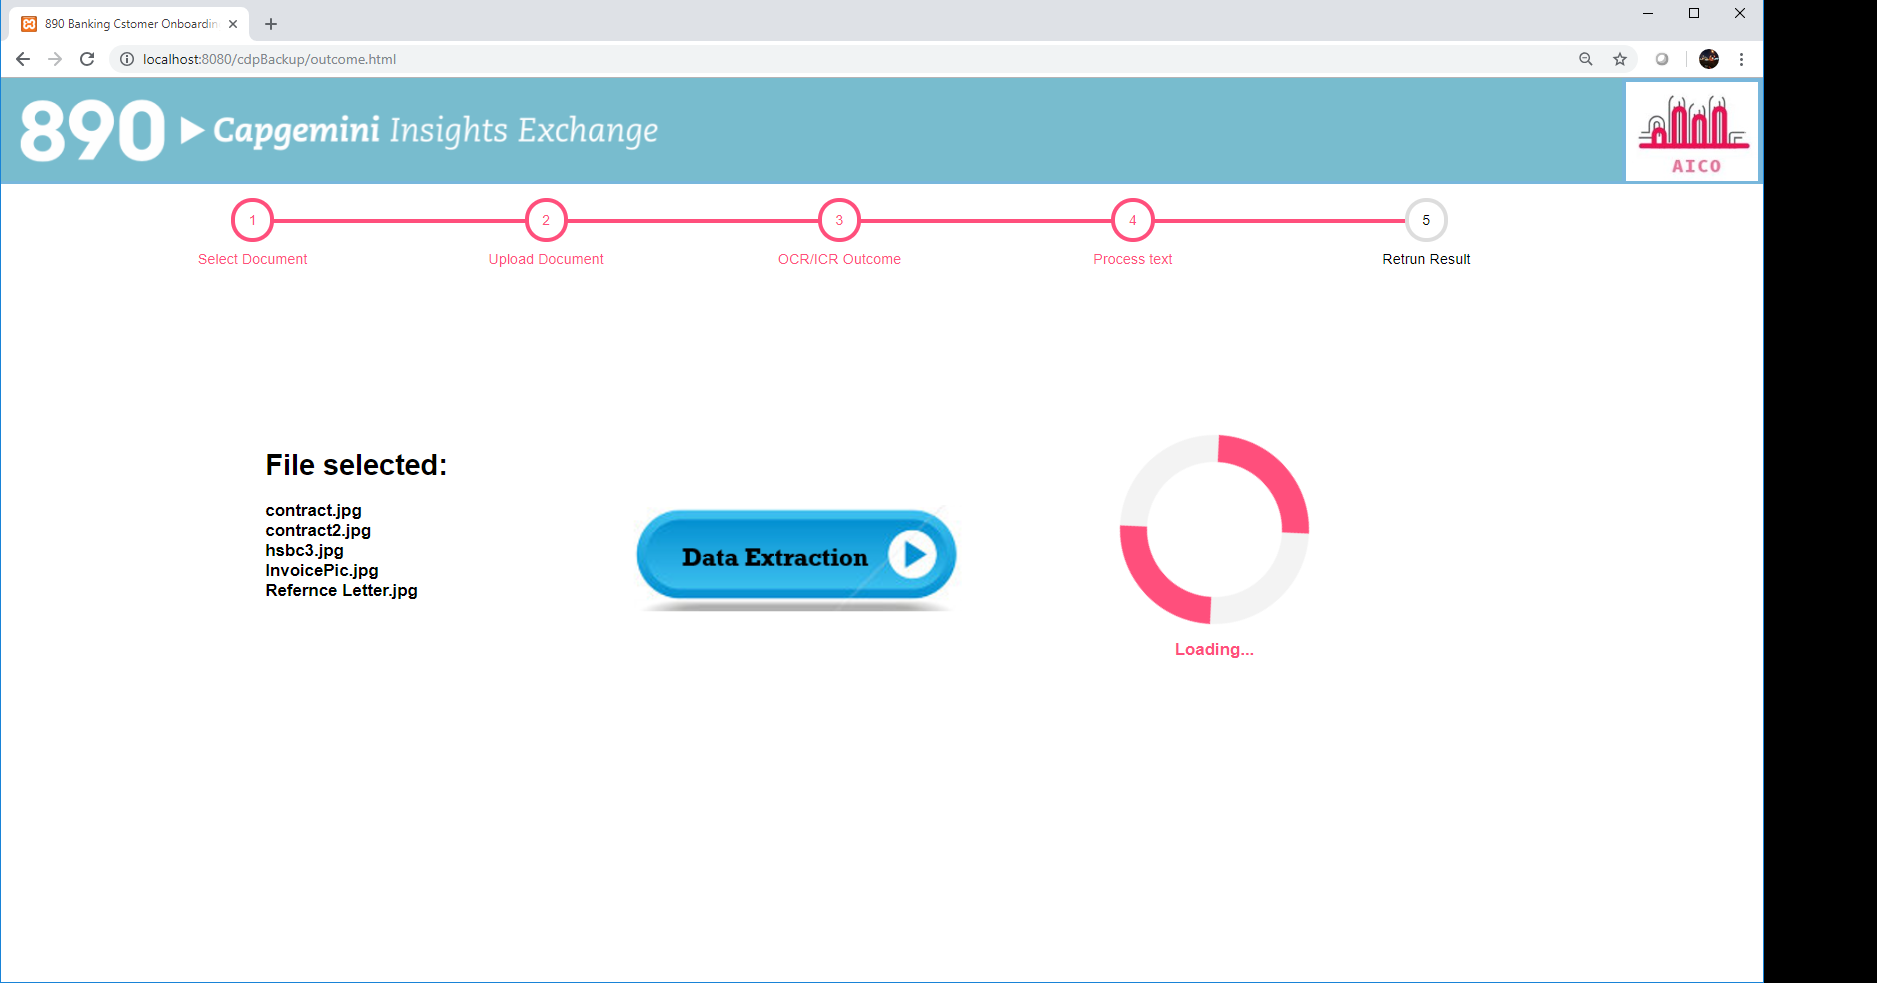 890 Banking Cstomer Onboardin
localhost:8080/cdpBackup/outcome.html
890 Capgemini Insights Exchange
AICO
1 2 3 4 5
Select Document Upload Document OCR/ICR Outcome Process text Retrun Result
File selected:
contract.jpg
contract2.jpg
hsbc3.jpg
InvoicePic.jpg
Refernce Letter.jpg
Data Extraction
Loading...